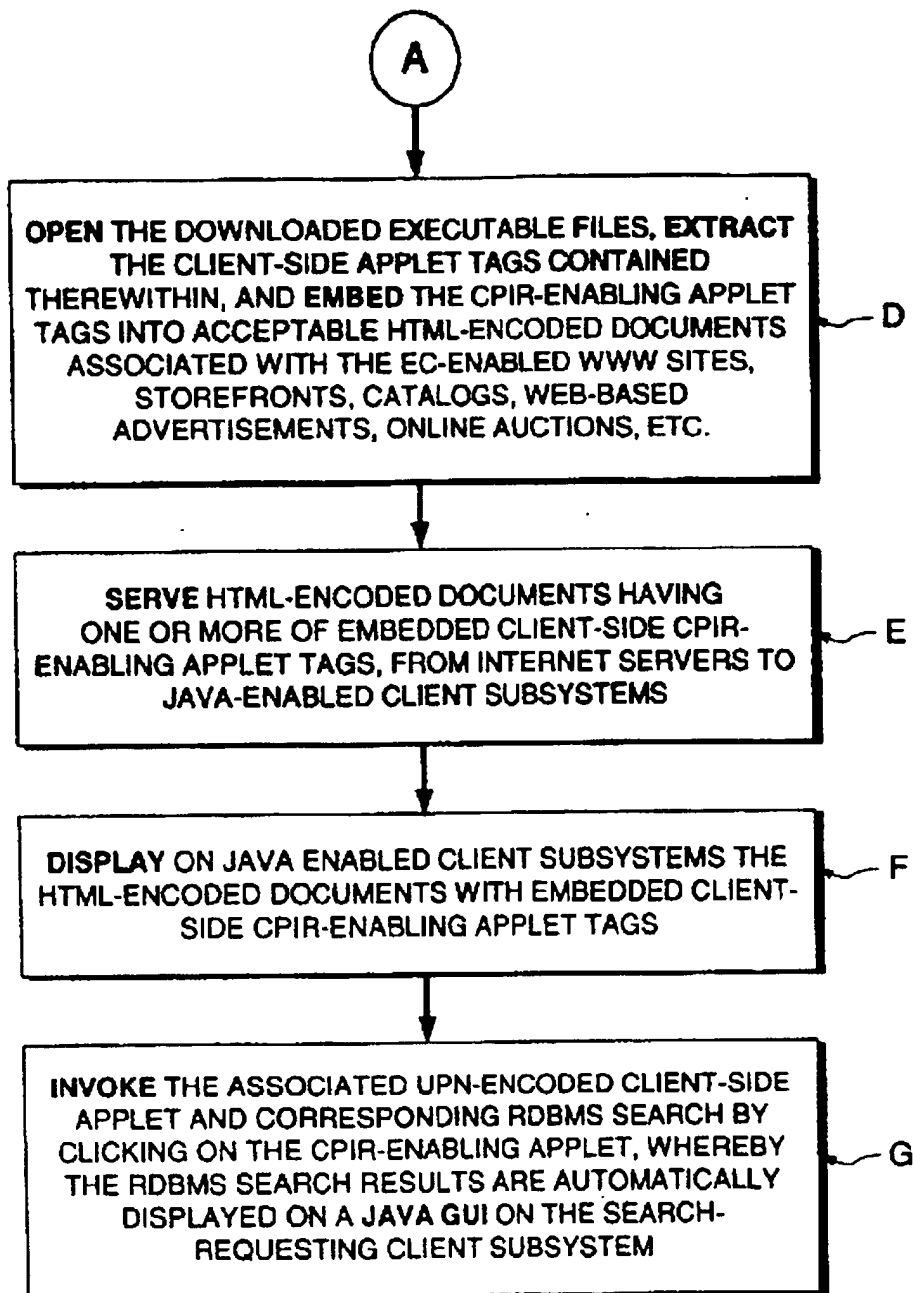 A
OPEN THE DOWNLOADED EXECUTABLE FILES, EXTRACT
THE CLIENT-SIDE APPLET TAGS CONTAINED
THEREWITHIN, AND EMBED THE CPIR-ENABLING APPLET
TAGS INTO ACCEPTABLE HTML-ENCODED DOCUMENTS
ASSOCIATED WITH THE EC-ENABLED WWW SITES,
STOREFRONTS, CATALOGS, WEB-BASED
ADVERTISEMENTS, ONLINE AUCTIONS, ETC.
D
SERVE HTML-ENCODED DOCUMENTS HAVING
ONE OR MORE OF EMBEDDED CLIENT-SIDE CPIR-
ENABLING APPLET TAGS, FROM INTERNET SERVERS TO
JAVA-ENABLED CLIENT SUBSYSTEMS
E
DISPLAY ON JAVA ENABLED CLIENT SUBSYSTEMS THE
HTML-ENCODED DOCUMENTS WITH EMBEDDED CLIENT-
SIDE CPIR-ENABLING APPLET TAGS
F
INVOKE THE ASSOCIATED UPN-ENCODED CLIENT-SIDE
APPLET AND CORRESPONDING RDBMS SEARCH BY
CLICKING ON THE CPIR-ENABLING APPLET, WHEREBY
THE RDBMS SEARCH RESULTS ARE AUTOMATICALLY
DISPLAYED ON A JAVA GUI ON THE SEARCH-
REQUESTING CLIENT SUBSYSTEM
G